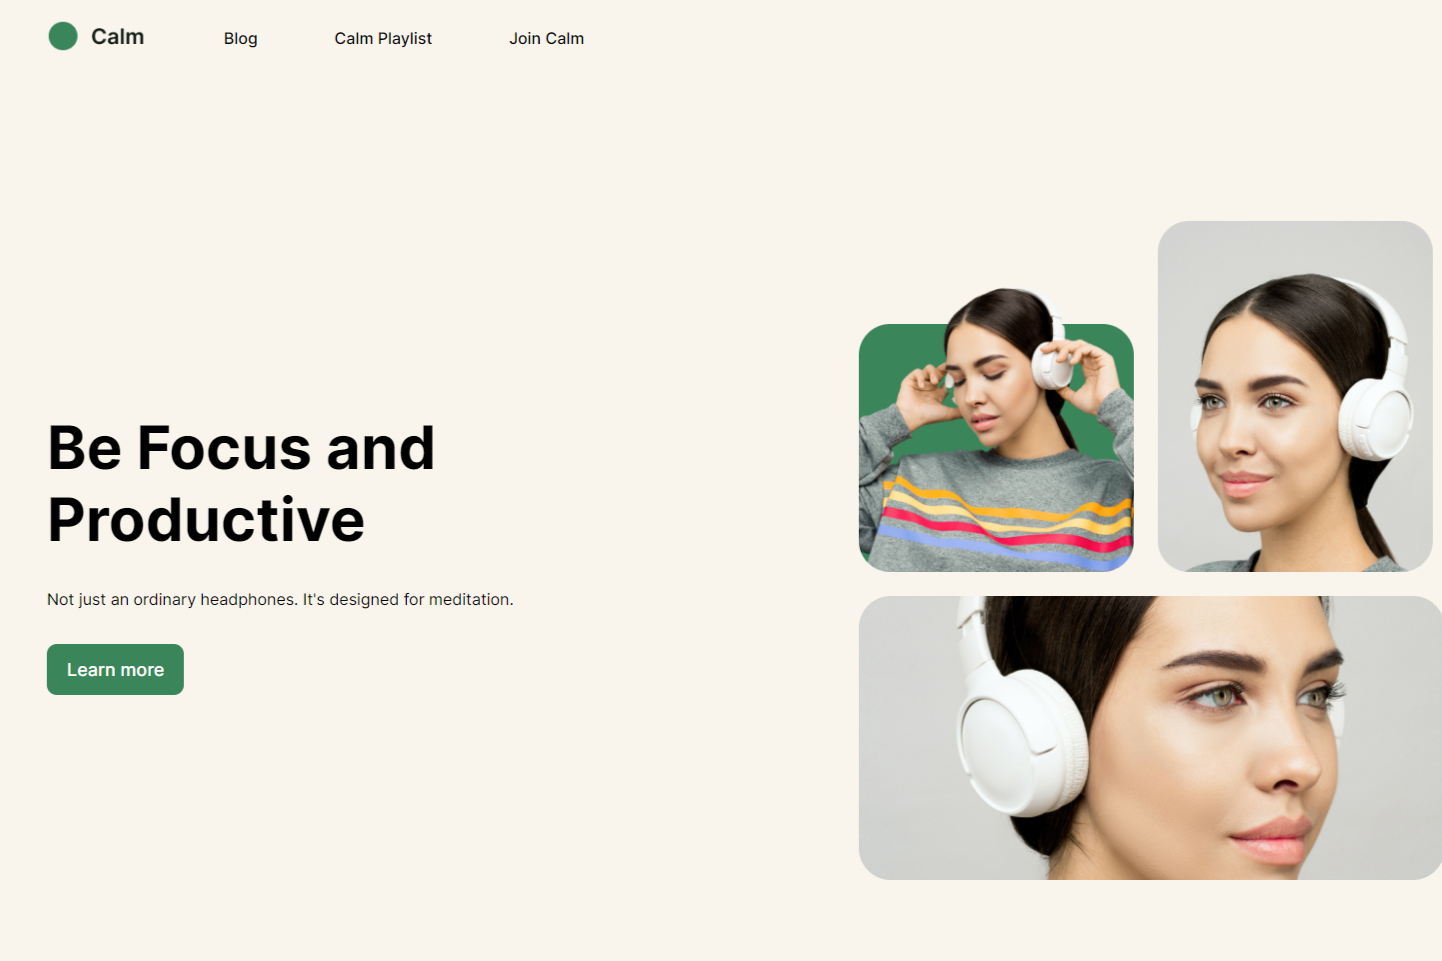 Calm
Blog
Calm Playlist
Join Calm
Be Focus and
Productive
Not just an ordinary headphones. It's designed for meditation.
Learn more